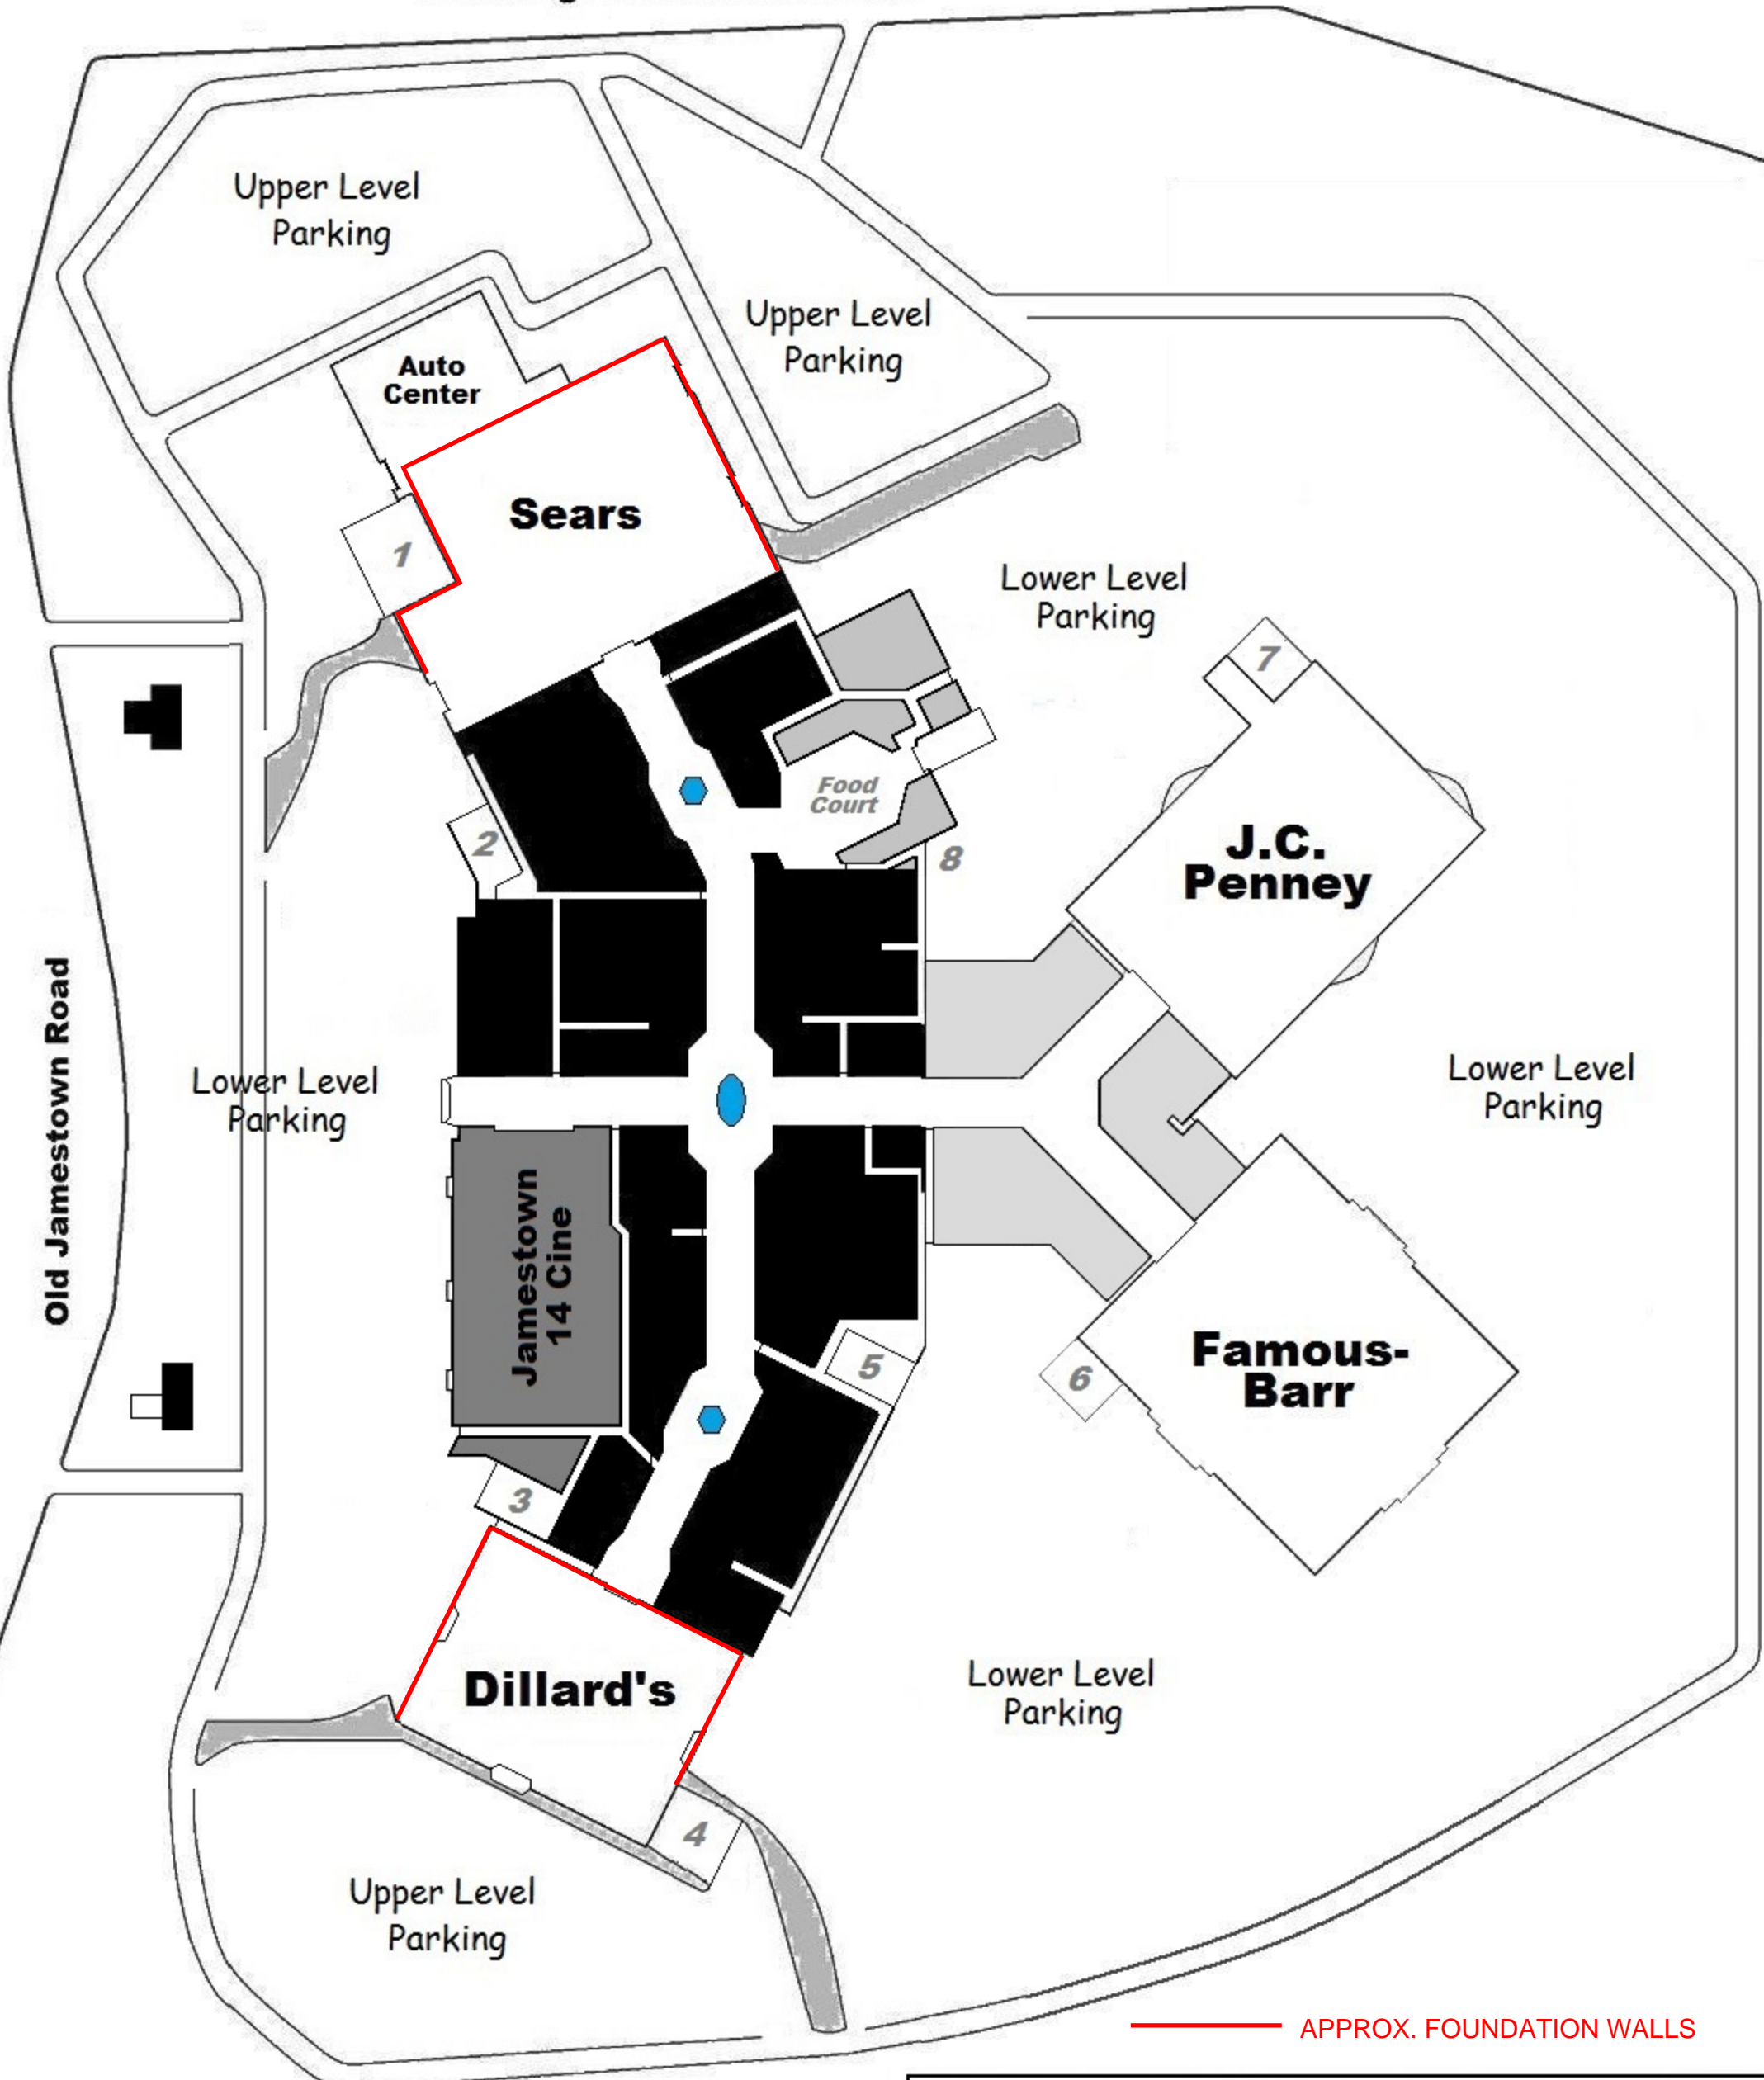 Upper Level
Parking
Upper Level
Parking
Auto
Center
Sears
1
Lower Level
Parking
7
Food
Court
2
8
J.C.
Penney
Old Jamestown Road
Lower Level
Parking
Lower Level
Parking
Jamestown
14 Cine
5
6
Famous-
Barr
3
Dillard's
Lower Level
Parking
4
Upper Level
Parking
APPROX. FOUNDATION WALLS